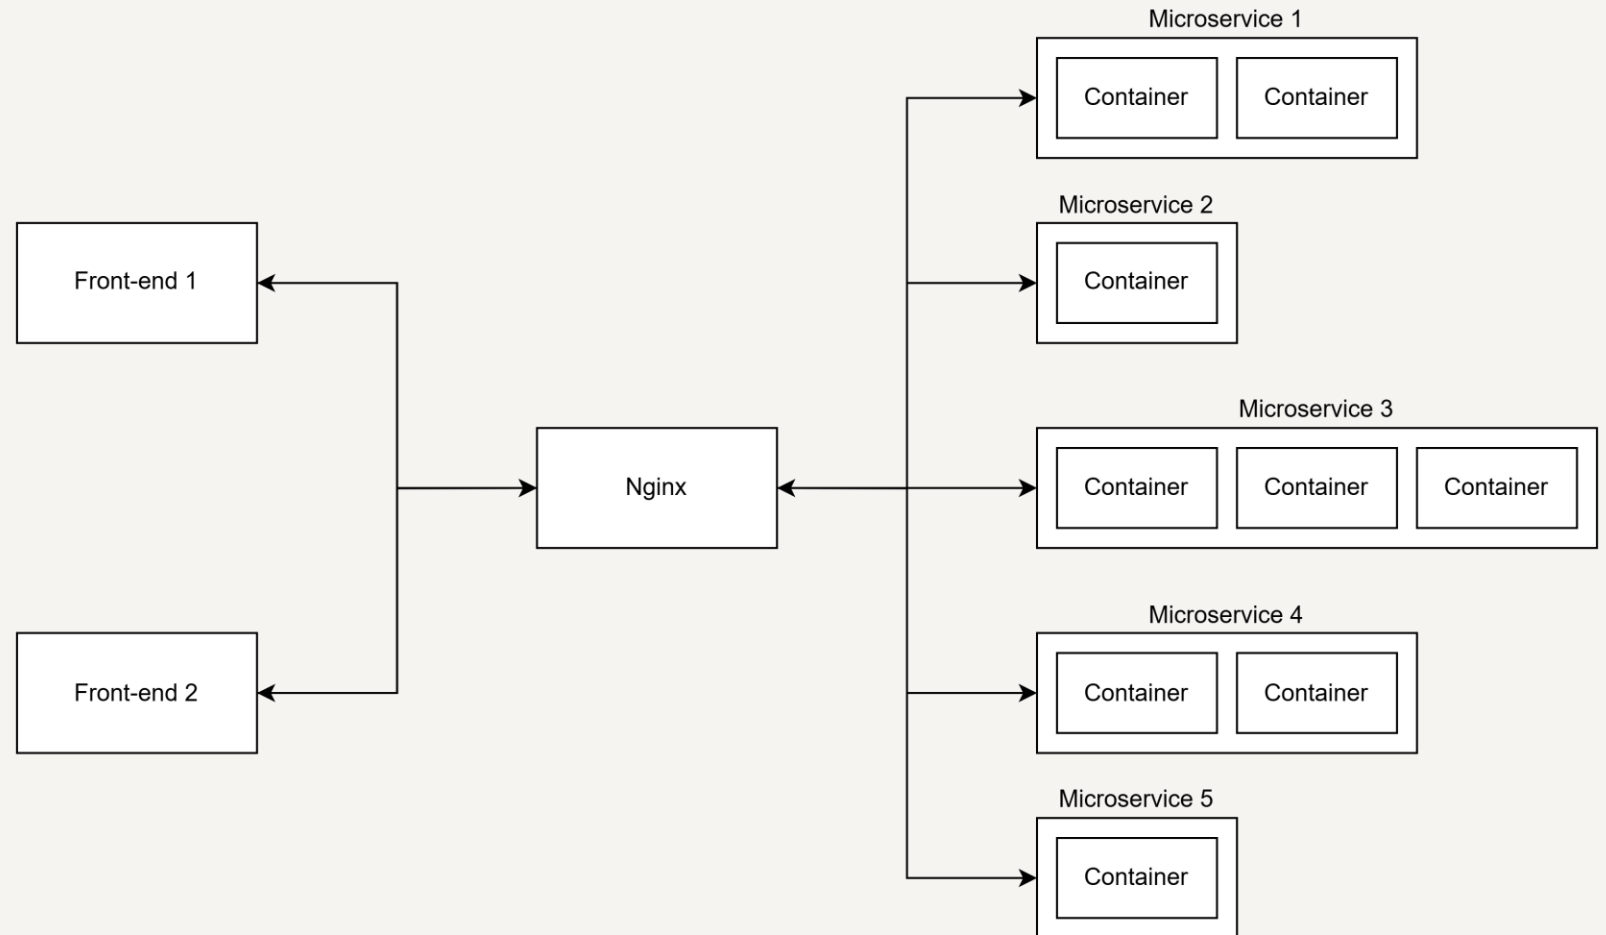 Microservice 1
Container
Container
Microservice 2
Front-end 1
Container
Microservice 3
Nginx
Container
Container
Container
Microservice 4
Front-end 2
Container
Container
Microservice 5
Container